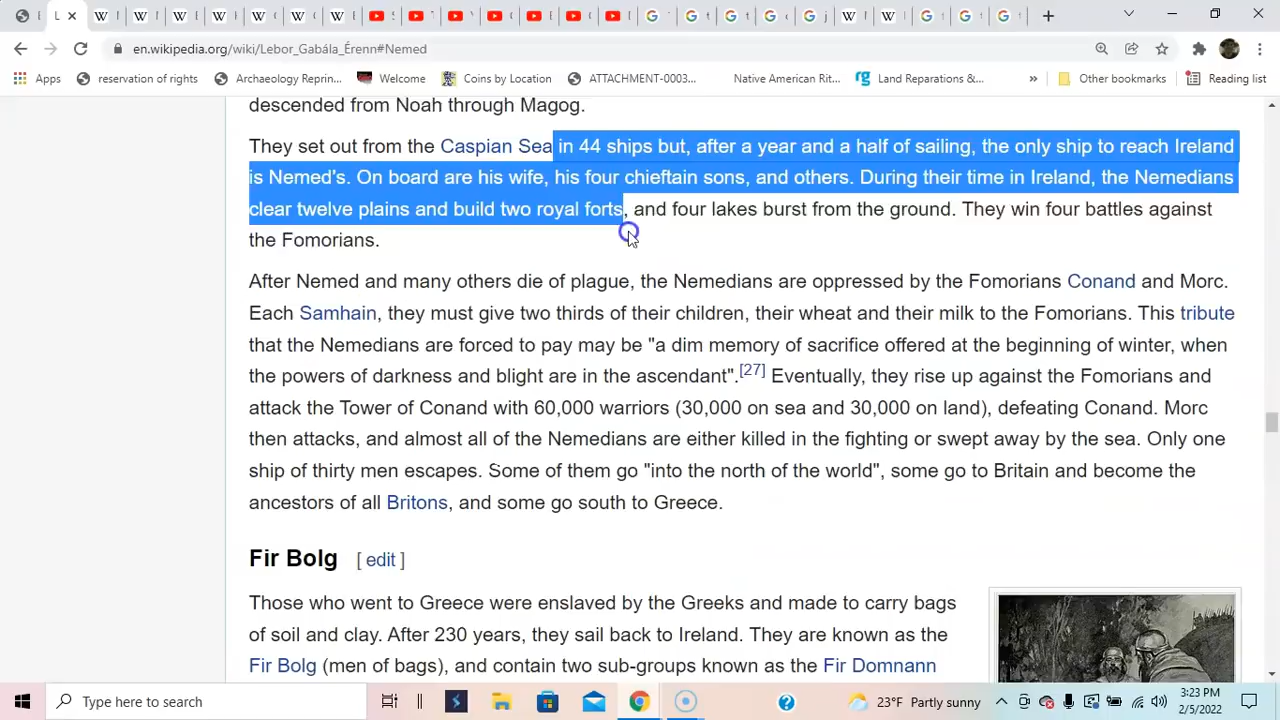 L
W
W
W
W
W
W
G
G
G
G
G
W
W
G
G
G
en.wikipedia.org/wiki/Lebor_Gabála_Érenn#Nemed
Apps reservation of rights Archaeology Reprin... Welcome Coins by Location ATTACHMENT-0003... Native American Rit... rg Land Reparations &... » Other bookmarks Reading list
descended from Noah through Magog.
They set out from the Caspian Sea in 44 ships but, after a year and a half of sailing, the only ship to reach Ireland
is Nemed's. On board are his wife, his four chieftain sons, and others. During their time in Ireland, the Nemedians
clear twelve plains and build two royal forts, and four lakes burst from the ground. They win four battles against
the Fomorians.
After Nemed and many others die of plague, the Nemedians are oppressed by the Fomorians Conand and Morc.
Each Samhain, they must give two thirds of their children, their wheat and their milk to the Fomorians. This tribute
that the Nemedians are forced to pay may be "a dim memory of sacrifice offered at the beginning of winter, when
the powers of darkness and blight are in the ascendant".[27] Eventually, they rise up against the Fomorians and
attack the Tower of Conand with 60,000 warriors (30,000 on sea and 30,000 on land), defeating Conand. Morc
then attacks, and almost all of the Nemedians are either killed in the fighting or swept away by the sea. Only one
ship of thirty men escapes. Some of them go "into the north of the world", some go to Britain and become the
ancestors of all Britons, and some go south to Greece.
Fir Bolg [ edit ]
Those who went to Greece were enslaved by the Greeks and made to carry bags
of soil and clay. After 230 years, they sail back to Ireland. They are known as the
Fir Bolg (men of bags), and contain two sub-groups known as the Fir Domnann
Type here to search
23°F Partly sunny
3:23 PM
2/5/2022